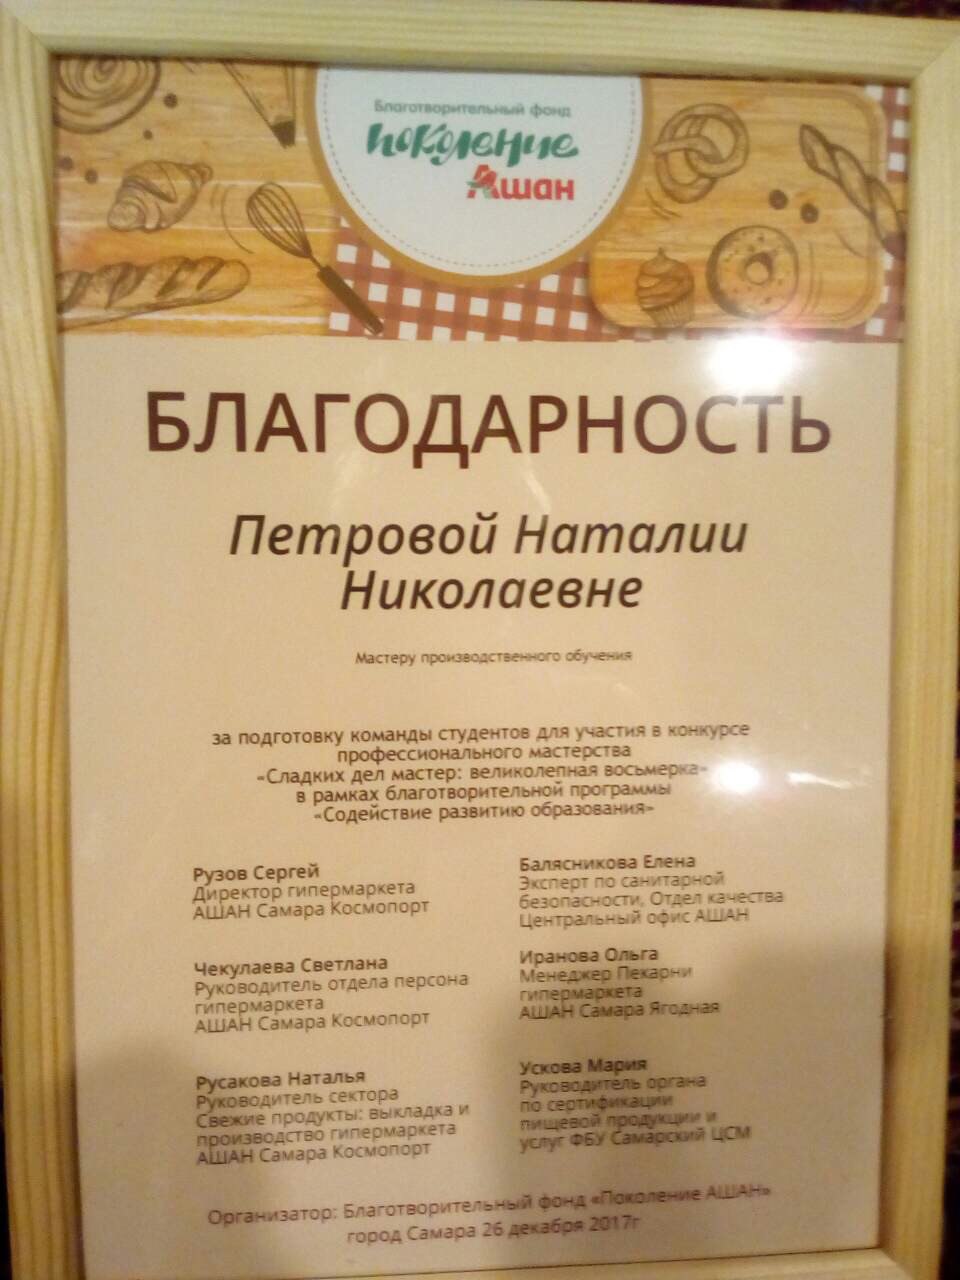 Благотворительный фонд
поколение
Ашан
БЛАГОДАРНОСТЬ
Петровой Наталии
Николаевне
Мастеру производственного обучения
за подготовку команды студентов для участия в конкурсе
профессионального мастерства
«Сладких дел мастер: великолепная восьмерка»
в рамках благотворительной программы
«Содействие развитию образования»
Рузов Сергей
Директор гипермаркета
АШАН Самара Космопорт
Чекулаева Светлана
Руководитель отдела персона
гипермаркета
АШАН Самара Космопорт
Русакова Наталья
Руководитель сектора
Свежие продукты: выкладка и
производство гипермаркета
АШАН Самара Космопорт
Балясникова Елена
Эксперт по санитарной
безопасности, Отдел качества
Центральный офис АШАН
Иранова Ольга
Менеджер Пекарни
гипермаркета
АШАН Самара Ягодная
Ускова Мария
Руководитель органа
по сертификации
пищевой продукции и
услуг ФБУ Самарский ЦСМ
Организатор: Благотворительный фонд «Поколение АШАН»
город Самара 26 декабря 2017г